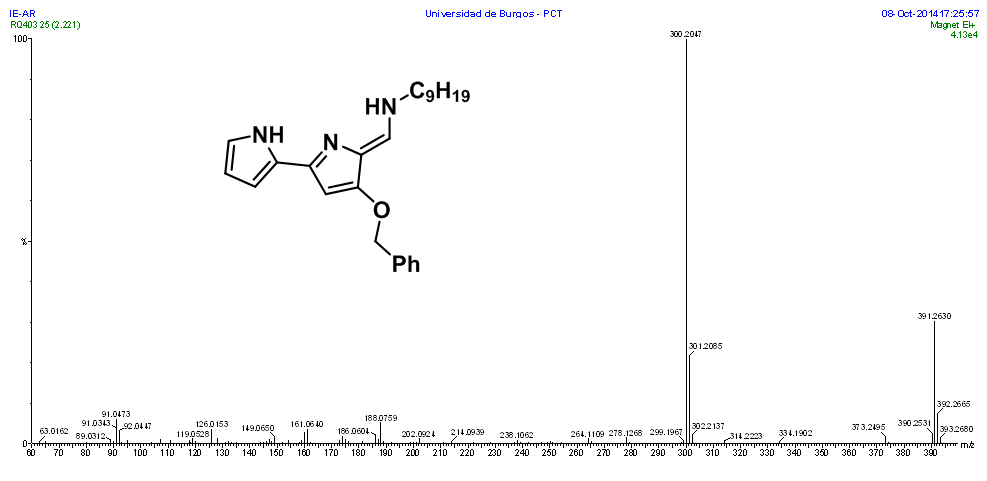 IE-AR Universidad de Burgos - PCT 08-Oct-2014 17:25:57
RQ403 25 (2.221) Magnet EI+
4.13e4
100
300.2047
C9H19
HN
NH
N
O
Ph
%
391.2630
301.2085
392.2665
91.0473
188.0759
91.0343
92.0447
126.0153
161.0640
63.0162
89.0312
119.0528
149.0650
186.0604
202.0924
214.0939
238.1062
264.1109
278.1268
299.1967
302.2137
314.2223
334.1902
373.2495
390.2531
393.2680
0
m/z
60 70 80 90 100 110 120 130 140 150 160 170 180 190 200 210 220 230 240 250 260 270 280 290 300 310 320 330 340 350 360 370 380 390